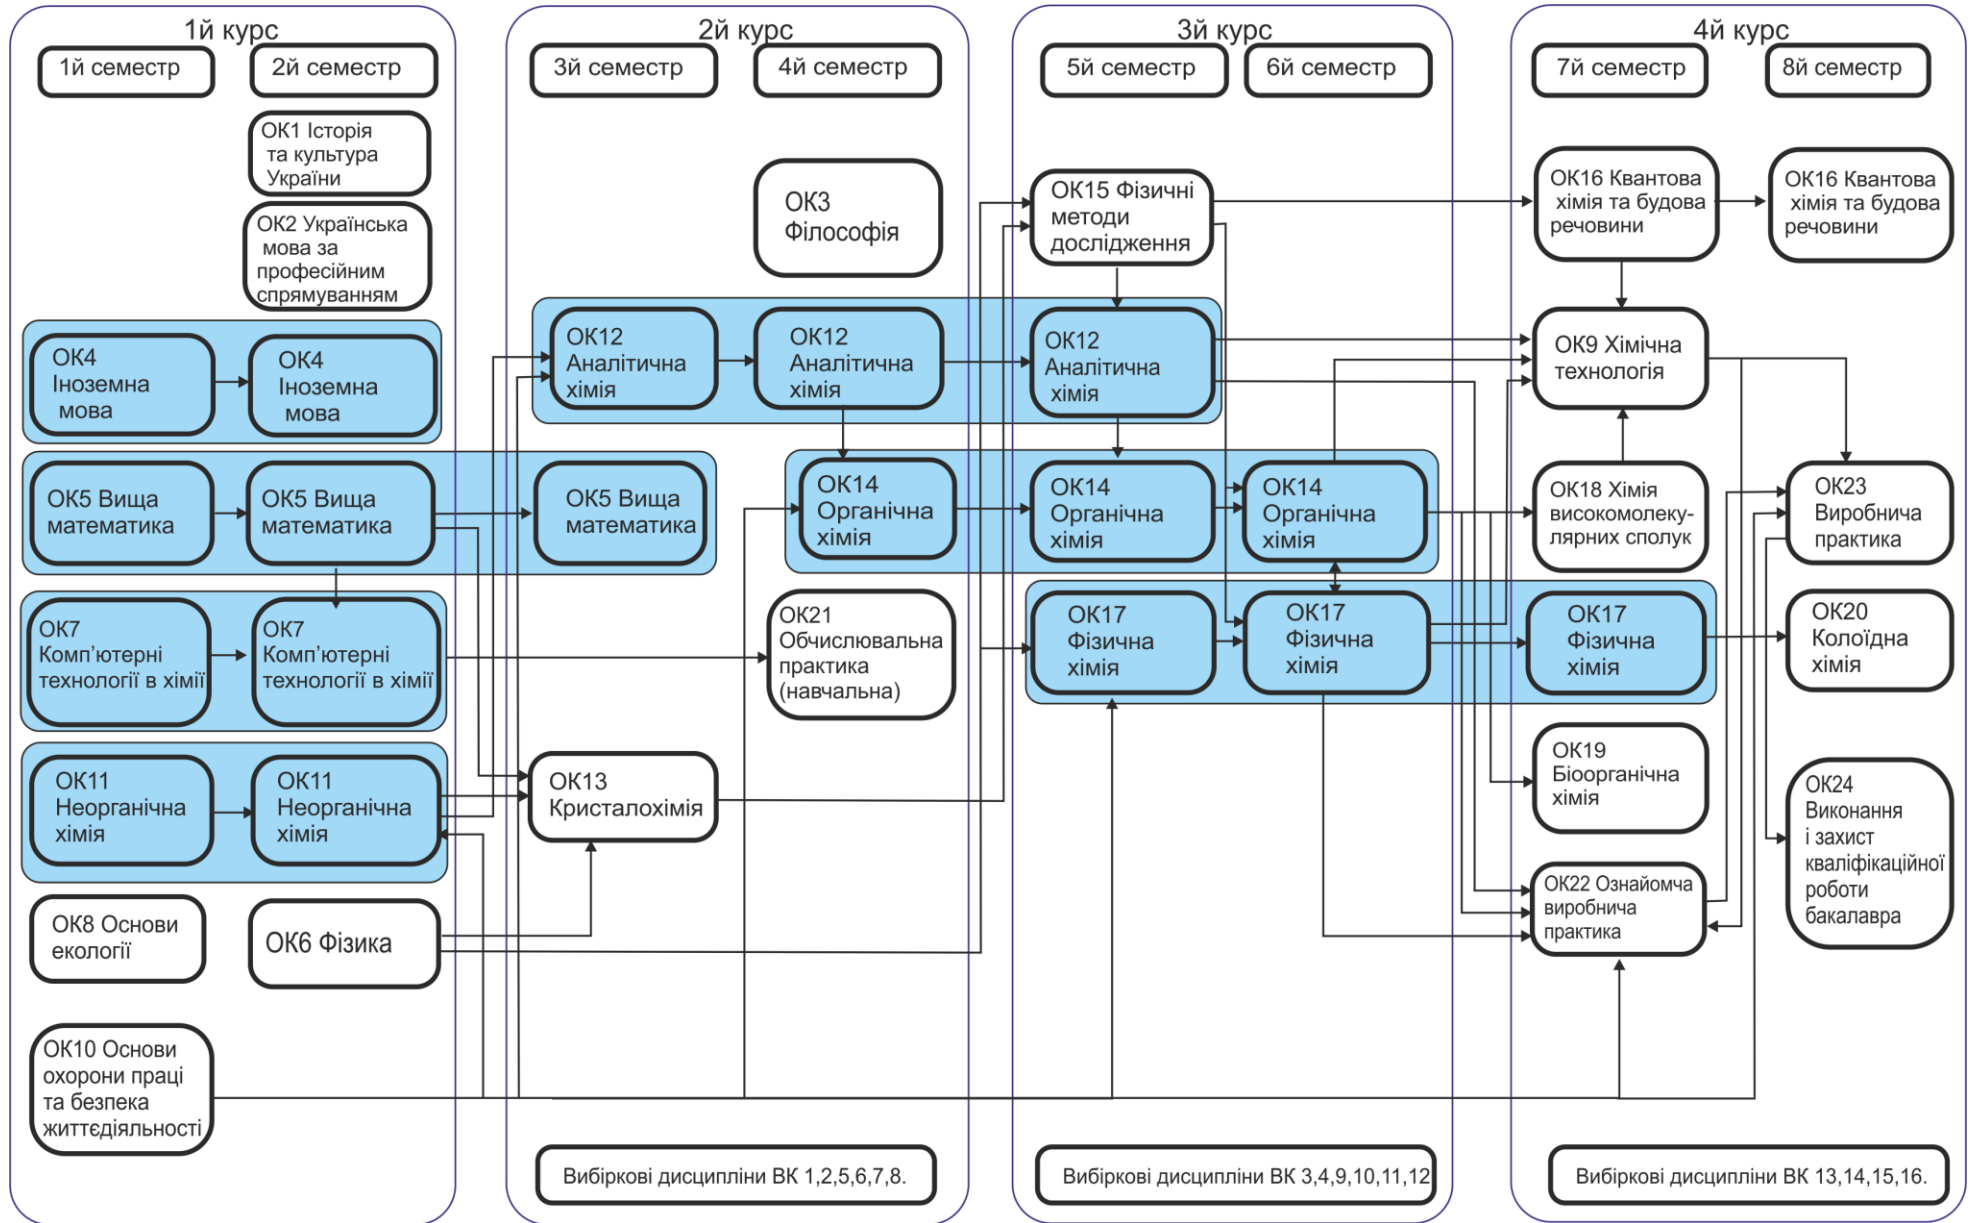 1й курс
1й семестр
2й семестр
ОК1 Історія
та культура
України
ОК2 Українська
мова за
професійним
спрямуванням
ОК4
Іноземна
мова
ОК4
Іноземна
мова
ОК5 Вища
математика
ОК5 Вища
математика
ОК7
Комп'ютерні
технології в хімії
ОК7
Комп'ютерні
технології в хімії
ОК11
Неорганічна
хімія
ОК11
Неорганічна
хімія
ОК8 Основи
екології
ОК6 Фізика
ОК10 Основи
охорони праці
та безпека
життєдіяльності
2й курс
3й семестр
4й семестр
ОК3
Філософія
ОК12
Аналітична
хімія
ОК12
Аналітична
хімія
ОК5 Вища
математика
ОК14
Органічна
хімія
ОК21
Обчислювальна
практика
(навчальна)
ОК13
Кристалохімія
Вибіркові дисципліни ВК 1,2,5,6,7,8.
3й курс
5й семестр
6й семестр
ОК15 Фізичні
методи
дослідження
ОК12
Аналітична
хімія
ОК14
Органічна
хімія
ОК14
Органічна
хімія
ОК17
Фізична
хімія
ОК17
Фізична
хімія
Вибіркові дисципліни ВК 3,4,9,10,11,12
4й курс
7й семестр
8й семестр
ОК16 Квантова
хімія та будова
речовини
ОК16 Квантова
хімія та будова
речовини
ОК9 Хімічна
технологія
ОК18 Хімія
високомолеку-
лярних сполук
ОК23
Виробнича
практика
ОК17
Фізична
хімія
ОК20
Колоїдна
хімія
ОК19
Біоорганічна
хімія
ОК24
Виконання
і захист
кваліфікаційної
роботи
бакалавра
ОК22 Ознайомча
виробнича
практика
Вибіркові дисципліни ВК 13,14,15,16.